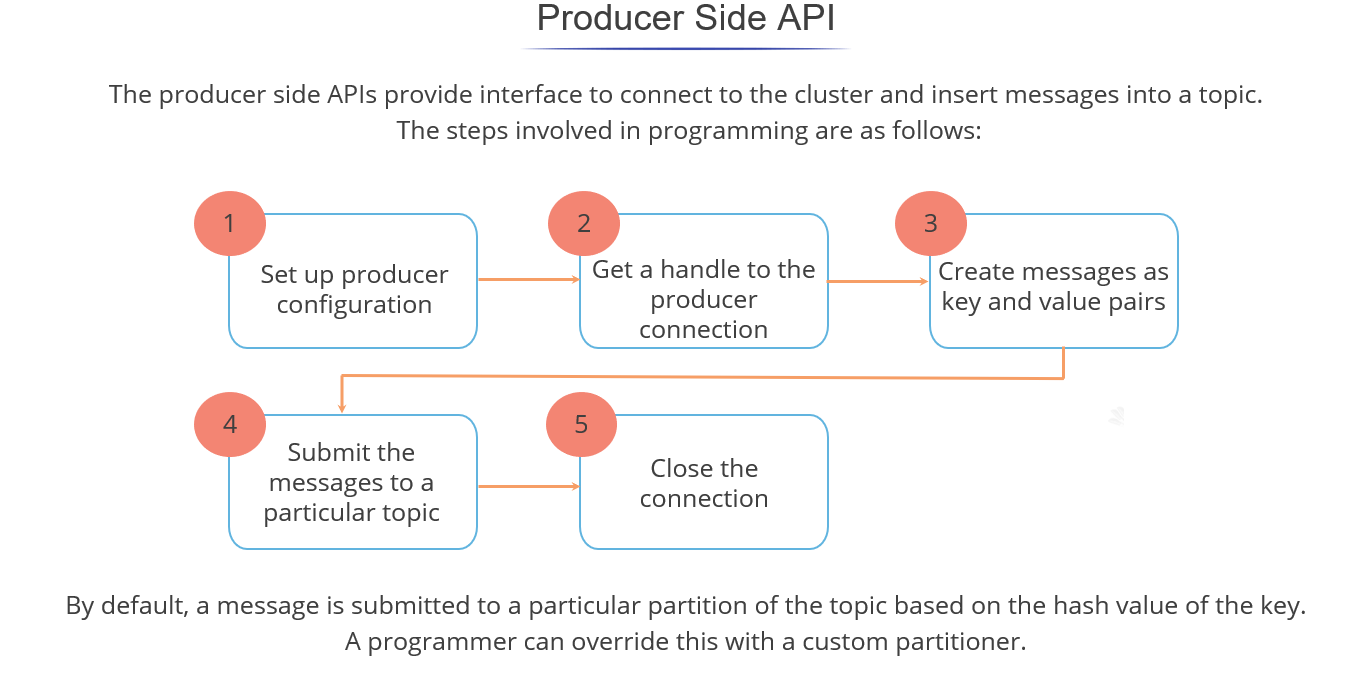 Producer Side API
The producer side APIs provide interface to connect to the cluster and insert messages into a topic.
The steps involved in programming are as follows:
1
Set up producer
configuration
2
Get a handle to the
producer
connection
3
Create messages as
key and value pairs
4
Submit the
messages to a
particular topic
5
Close the
connection
By default, a message is submitted to a particular partition of the topic based on the hash value of the key.
A programmer can override this with a custom partitioner.